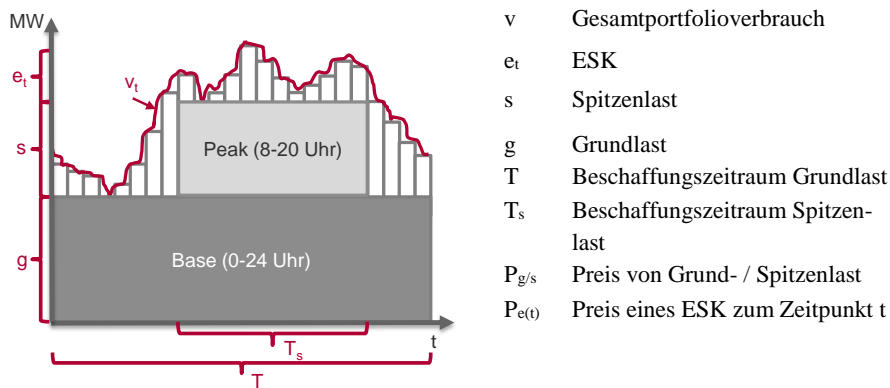 MW
e_t
v_t
s
Peak (8-20 Uhr)
g
Base (0-24 Uhr)
t
T_s
T
v Gesamtportfolioverbrauch
e_t ESK
s Spitzenlast
g Grundlast
T Beschaffungszeitraum Grundlast
T_s Beschaffungszeitraum Spitzen-
last
P_g/s Preis von Grund- / Spitzenlast
P_e(t) Preis eines ESK zum Zeitpunkt t